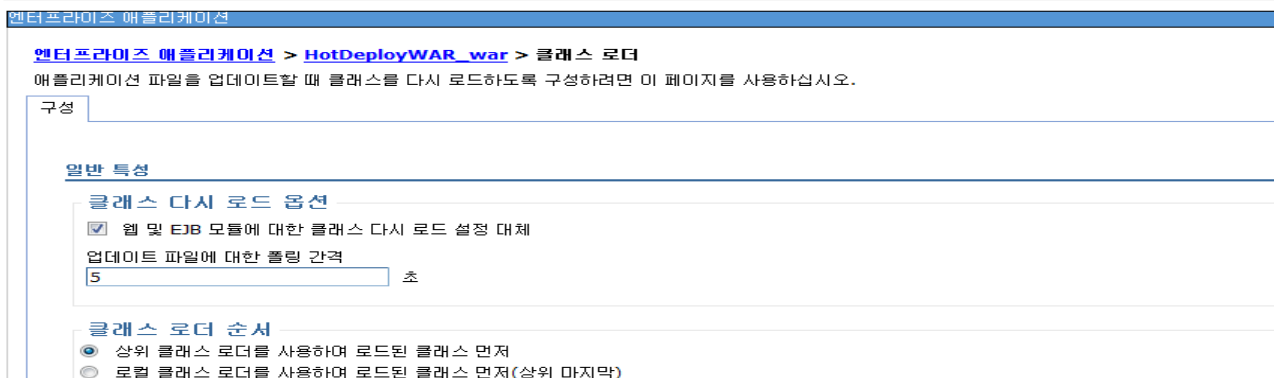 엔터프라이즈 애플리케이션
엔터프라이즈 애플리케이션 > HotDeployWAR_war > 클래스 로더
애플리케이션 파일을 업데이트할 때 클래스를 다시 로드하도록 구성하려면 이 페이지를 사용하십시오.
구성
일반 특성
클래스 다시 로드 옵션
웹 및 EJB 모듈에 대한 클래스 다시 로드 설정 대체
업데이트 파일에 대한 폴링 간격
5 초
클래스 로더 순서
상위 클래스 로더를 사용하여 로드된 클래스 먼저
로컬 클래스 로더를 사용하여 로드된 클래스 먼저(상위 마지막)